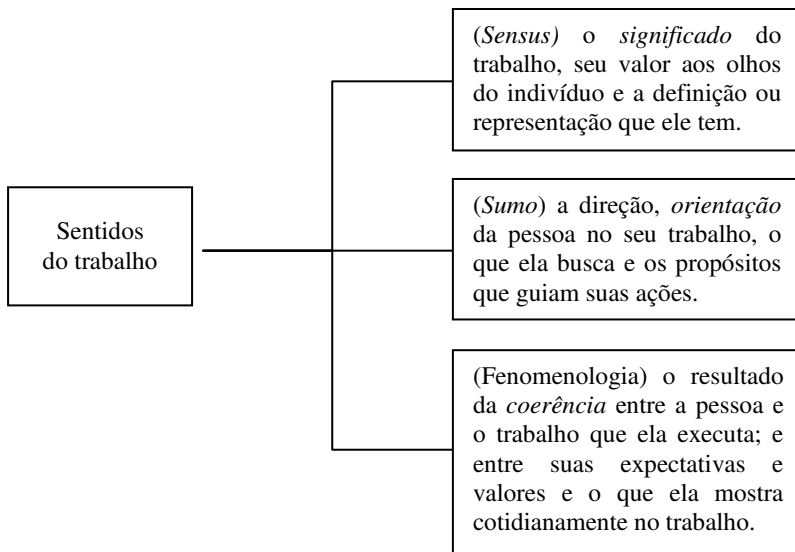 (Sensus) o significado do
trabalho, seu valor aos olhos
do indivíduo e a definição ou
representação que ele tem.
Sentidos
do trabalho
(Sumo) a direção, orientação
da pessoa no seu trabalho, o
que ela busca e os propósitos
que guiam suas ações.
(Fenomenologia) o resultado
da coerência entre a pessoa e
o trabalho que ela executa; e
entre suas expectativas e
valores e o que ela mostra
cotidianamente no trabalho.